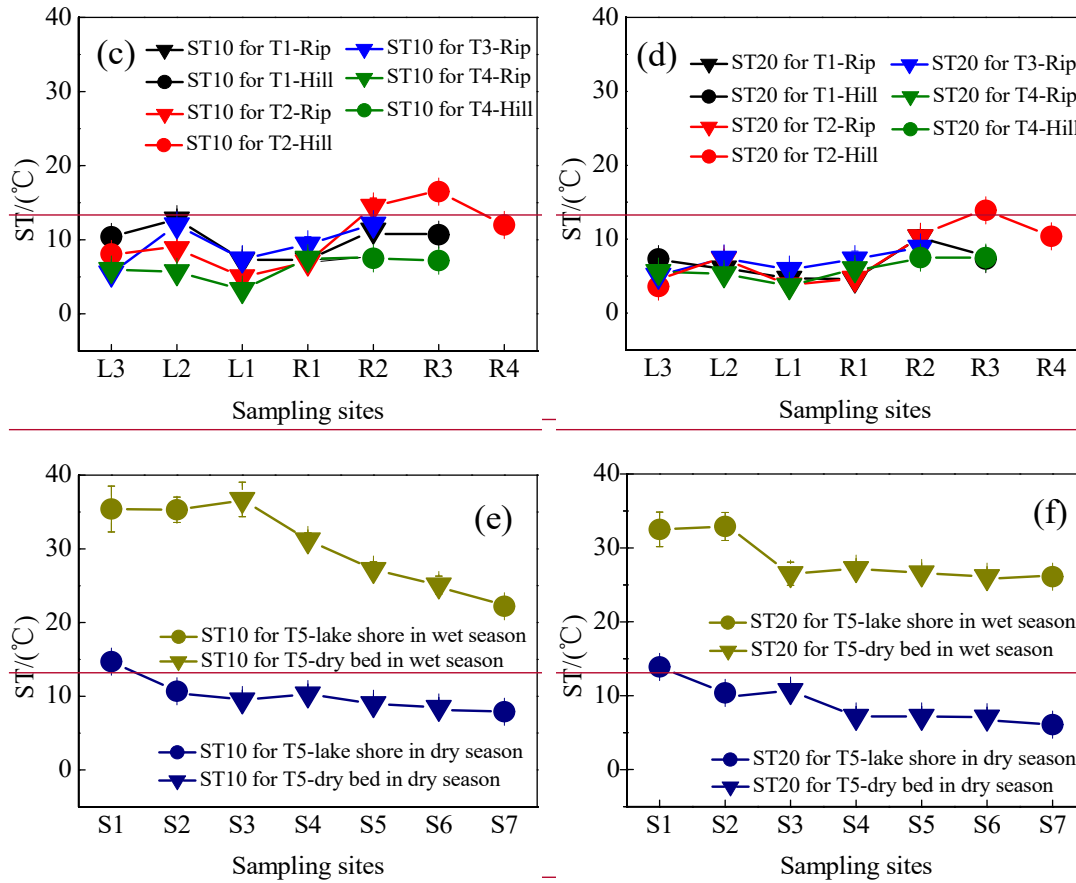 40
30
20
10
0
ST/(℃)
(c)
ST10 for T1-Rip
ST10 for T1-Hill
ST10 for T2-Rip
ST10 for T2-Hill
ST10 for T3-Rip
ST10 for T4-Rip
ST10 for T4-Hill
L3 L2 L1 R1 R2 R3 R4
Sampling sites
40
30
20
10
0
ST/(℃)
(d)
ST20 for T1-Rip
ST20 for T1-Hill
ST20 for T2-Rip
ST20 for T2-Hill
ST20 for T3-Rip
ST20 for T4-Rip
ST20 for T4-Hill
L3 L2 L1 R1 R2 R3 R4
Sampling sites
40
30
20
10
0
ST/(℃)
(e)
ST10 for T5-lake shore in wet season
ST10 for T5-dry bed in wet season
ST10 for T5-lake shore in dry season
ST10 for T5-dry bed in dry season
S1 S2 S3 S4 S5 S6 S7
Sampling sites
40
30
20
10
0
ST/(℃)
(f)
ST20 for T5-lake shore in wet season
ST20 for T5-dry bed in wet season
ST20 for T5-lake shore in dry season
ST20 for T5-dry bed in dry season
S1 S2 S3 S4 S5 S6 S7
Sampling sites